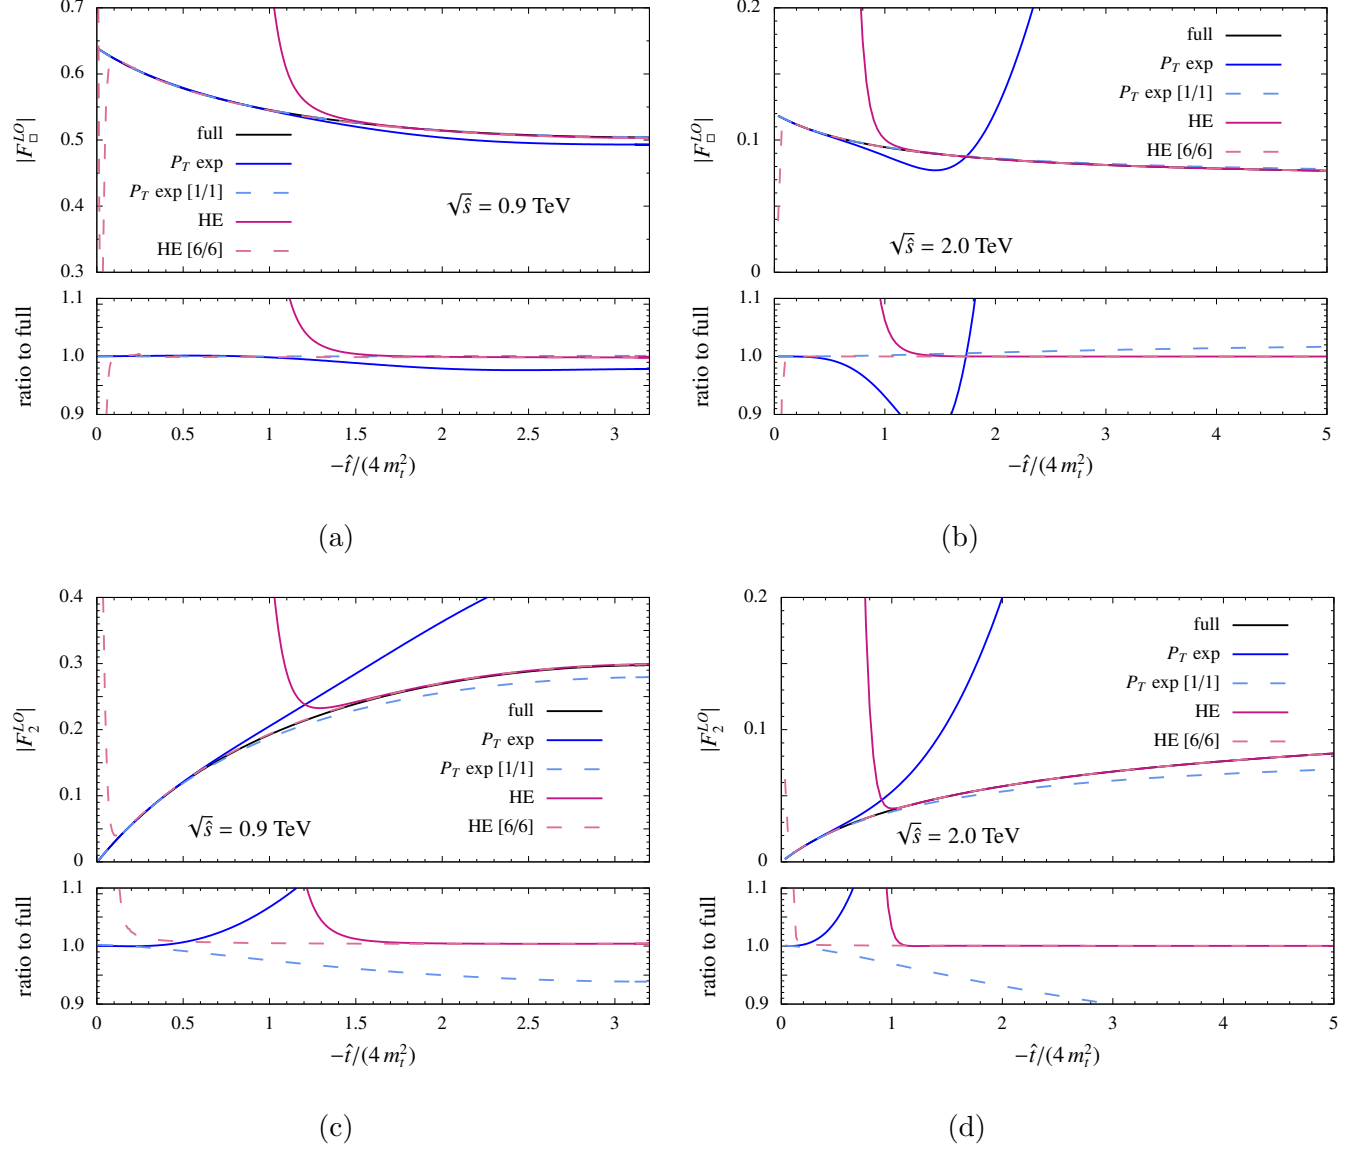 0.7
0.6
0.5
0.4
0.3
|F□^LO|
full
P_T exp
P_T exp [1/1]
HE
HE [6/6]
√ŝ = 0.9 TeV
1.1
1.0
0.9
ratio to full
0 0.5 1 1.5 2 2.5 3
−t̂/(4 m_t^2)
(a)
0.2
0.1
0
|F□^LO|
full
P_T exp
P_T exp [1/1]
HE
HE [6/6]
√ŝ = 2.0 TeV
1.1
1.0
0.9
ratio to full
0 1 2 3 4 5
−t̂/(4 m_t^2)
(b)
0.4
0.3
0.2
0.1
0
|F_2^LO|
full
P_T exp
P_T exp [1/1]
HE
HE [6/6]
√ŝ = 0.9 TeV
1.1
1.0
0.9
ratio to full
0 0.5 1 1.5 2 2.5 3
−t̂/(4 m_t^2)
(c)
0.2
0.1
0
|F_2^LO|
full
P_T exp
P_T exp [1/1]
HE
HE [6/6]
√ŝ = 2.0 TeV
1.1
1.0
0.9
ratio to full
0 1 2 3 4 5
−t̂/(4 m_t^2)
(d)